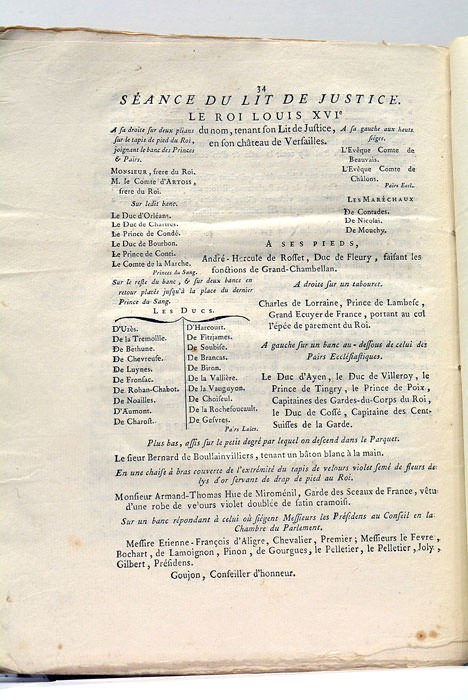 34
SÉANCE DU LIT DE JUSTICE.
LE ROI LOUIS XVIe
du nom, tenant son Lit de Justice,
en son château de Versailles.
A sa droite sur deux plians
sur le tapis de pied du Roi,
joignant le banc des Princes
& Pairs.
MONSIEUR, frere du Roi.
M. le Comte d'ARTOIS,
frere du Roi.
Sur ledit banc.
Le Duc d'Orléans.
Le Duc de Chartres.
Le Prince de Condé.
Le Duc de Bourbon.
Le Prince de Conti.
Le Comte de la Marche.
Princes du Sang.
Sur le reste du banc, & sur deux bancs en
retour placés jusqu'à la place du dernier
Prince du Sang.
LES DUCS.
D'Uzès.
De la Tremoille.
De Béthune.
De Chevreuse.
De Luynes.
De Fronsac.
De Rohan-Chabot.
De Noailles.
D'Aumont.
De Charost.
D'Harcourt.
De Fitzjames.
De Soubise.
De Brancas.
De Biron.
De la Vallière.
De la Vauguyon.
De Choiseul.
De la Rochefoucault.
De Gesvres.
Pairs Laïcs.
A sa gauche aux hauts
siéges.
L'Evêque Comte de
Beauvais.
L'Evêque Comte de
Châlons.
Pairs Eccl.
LES MARÉCHAUX
De Contades.
De Nicolaï.
De Mouchy.
A SES PIEDS,
André-Hercule de Rosset, Duc de Fleury, faisant les
fonctions de Grand-Chambellan.
A droite sur un tabouret.
Charles de Lorraine, Prince de Lambesc,
Grand Ecuyer de France, portant au col
l'épée de parement du Roi.
A gauche sur un banc au-dessous de celui des
Pairs Ecclésiastiques.
Le Duc d'Ayen, le Duc de Villeroy, le
Prince de Tingry, le Prince de Poix,
Capitaines des Gardes-du-Corps du Roi,
le Duc de Cossé, Capitaine des Cent-
Suisses de la Garde.
Plus bas, assis sur le petit degré par lequel on descend dans le Parquet.
Le sieur Bernard de Boullainvilliers, tenant un bâton blanc à la main.
En une chaise à bras couverte de l'extrémité du tapis de velours violet semé de fleurs de
lys d'or servant de drap de pied au Roi.
Monsieur Armand-Thomas Hue de Miroménil, Garde des Sceaux de France, vêtu
d'une robe de velours violet doublée de satin cramoisi.
Sur un banc répondant à celui où siégent Messieurs les Présidens au Conseil en la
Chambre du Parlement.
Messire Etienne-François d'Aligre, Chevalier, Premier; Messieurs le Fevre,
Bochart, de Lamoignon, Pinon, de Gourgues, le Pelletier, le Pelletier, Joly,
Gilbert, Présidens.
Goujon, Conseiller d'honneur.